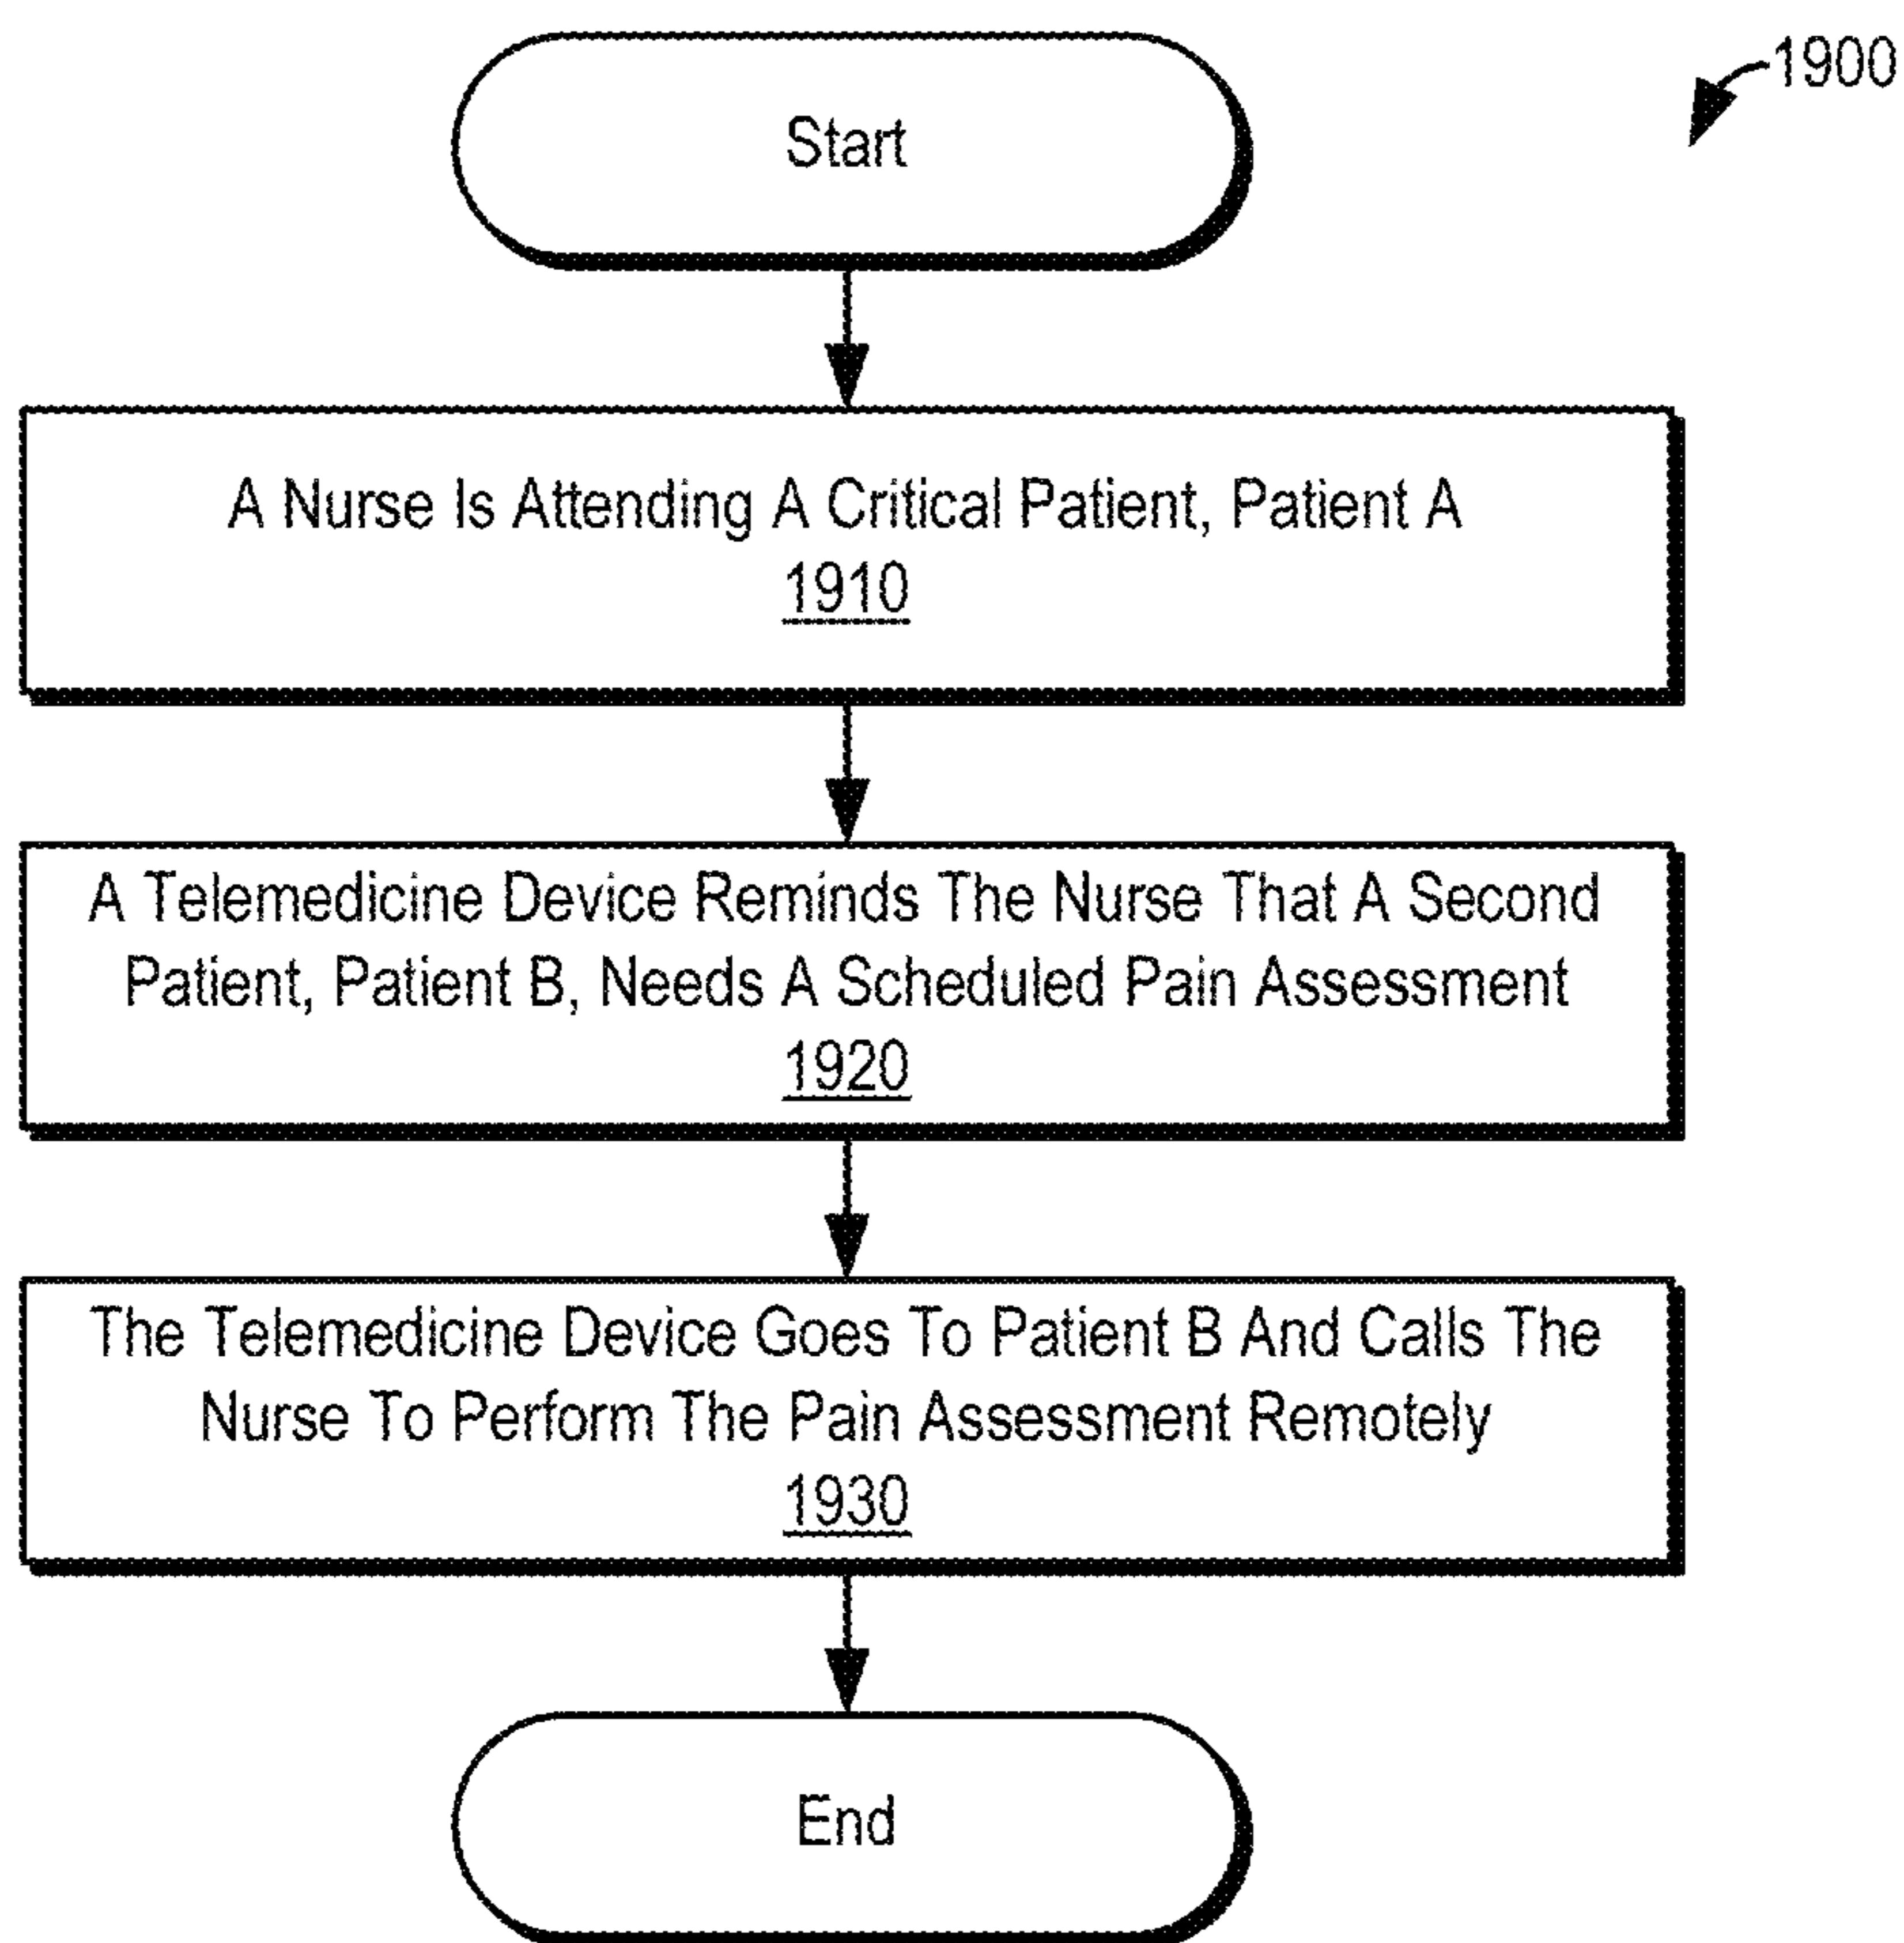 1900
Start
A Nurse Is Attending A Critical Patient, Patient A
1910
A Telemedicine Device Reminds The Nurse That A Second
Patient, Patient B, Needs A Scheduled Pain Assessment
1920
The Telemedicine Device Goes To Patient B And Calls The
Nurse To Perform The Pain Assessment Remotely
1930
End